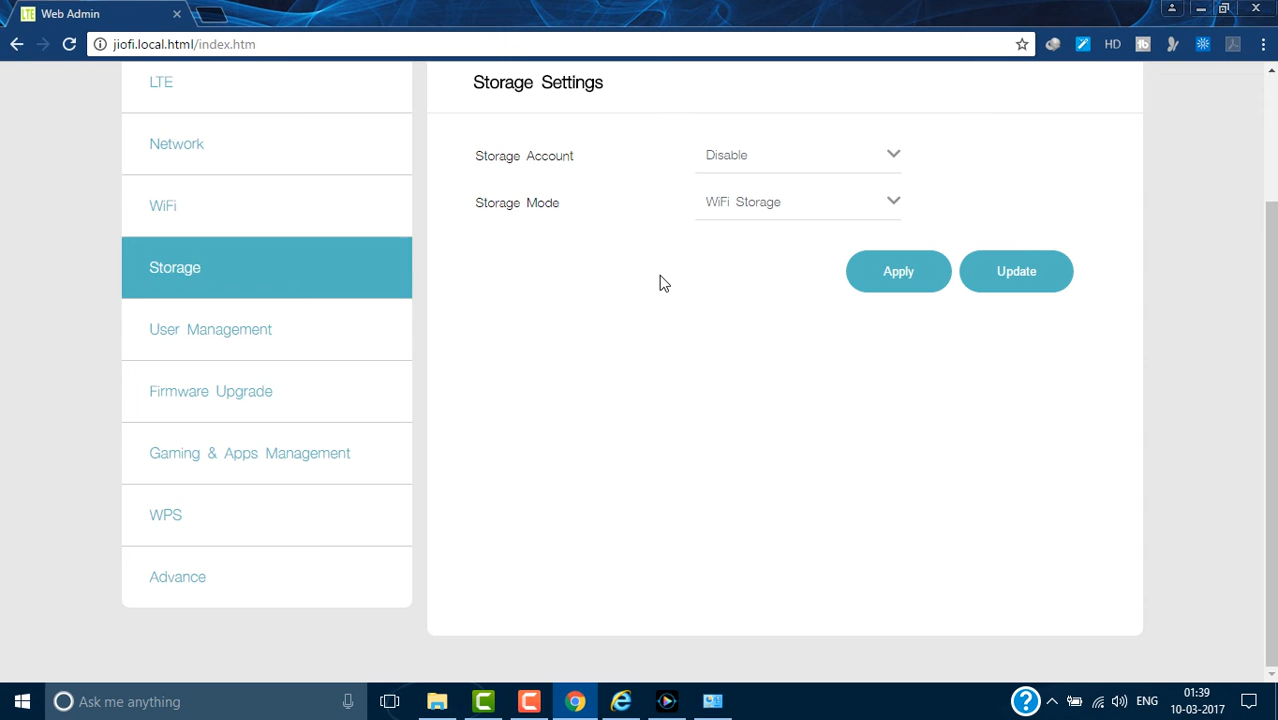 LTE Web Admin
jiofi.local.html/index.htm
HD
LTE
Network
WiFi
Storage
User Management
Firmware Upgrade
Gaming & Apps Management
WPS
Advance
Storage Settings
Storage Account Disable
Storage Mode WiFi Storage
Apply Update
Ask me anything
ENG
01:39
10-03-2017